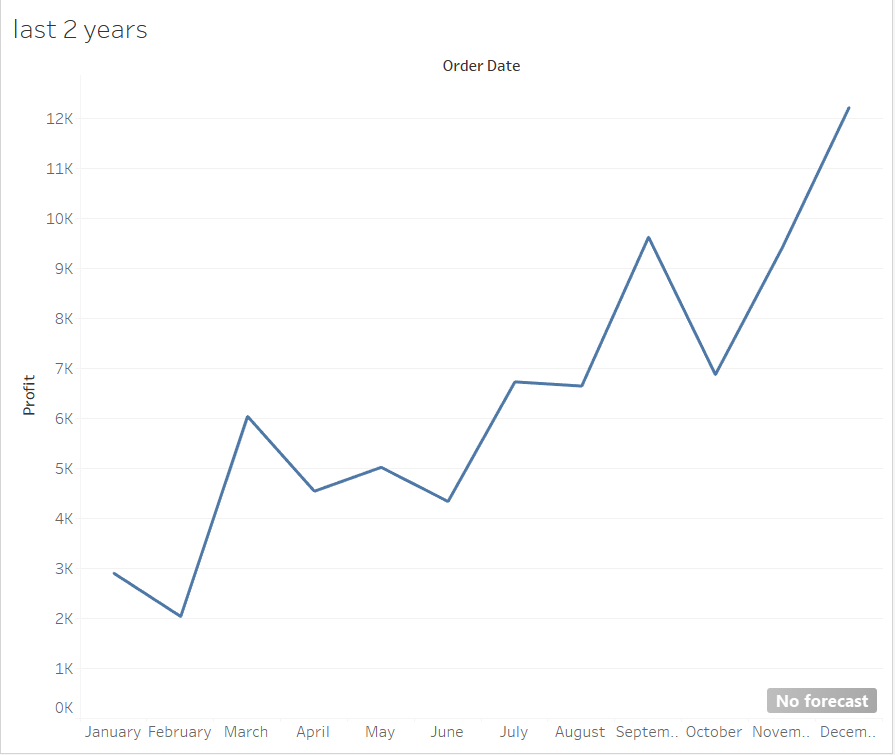 last 2 years
Order Date
12K
11K
10K
9K
8K
7K
6K
5K
4K
3K
2K
1K
0K
Profit
No forecast
January February March April May June July August Septem.. October Novem.. Decem..